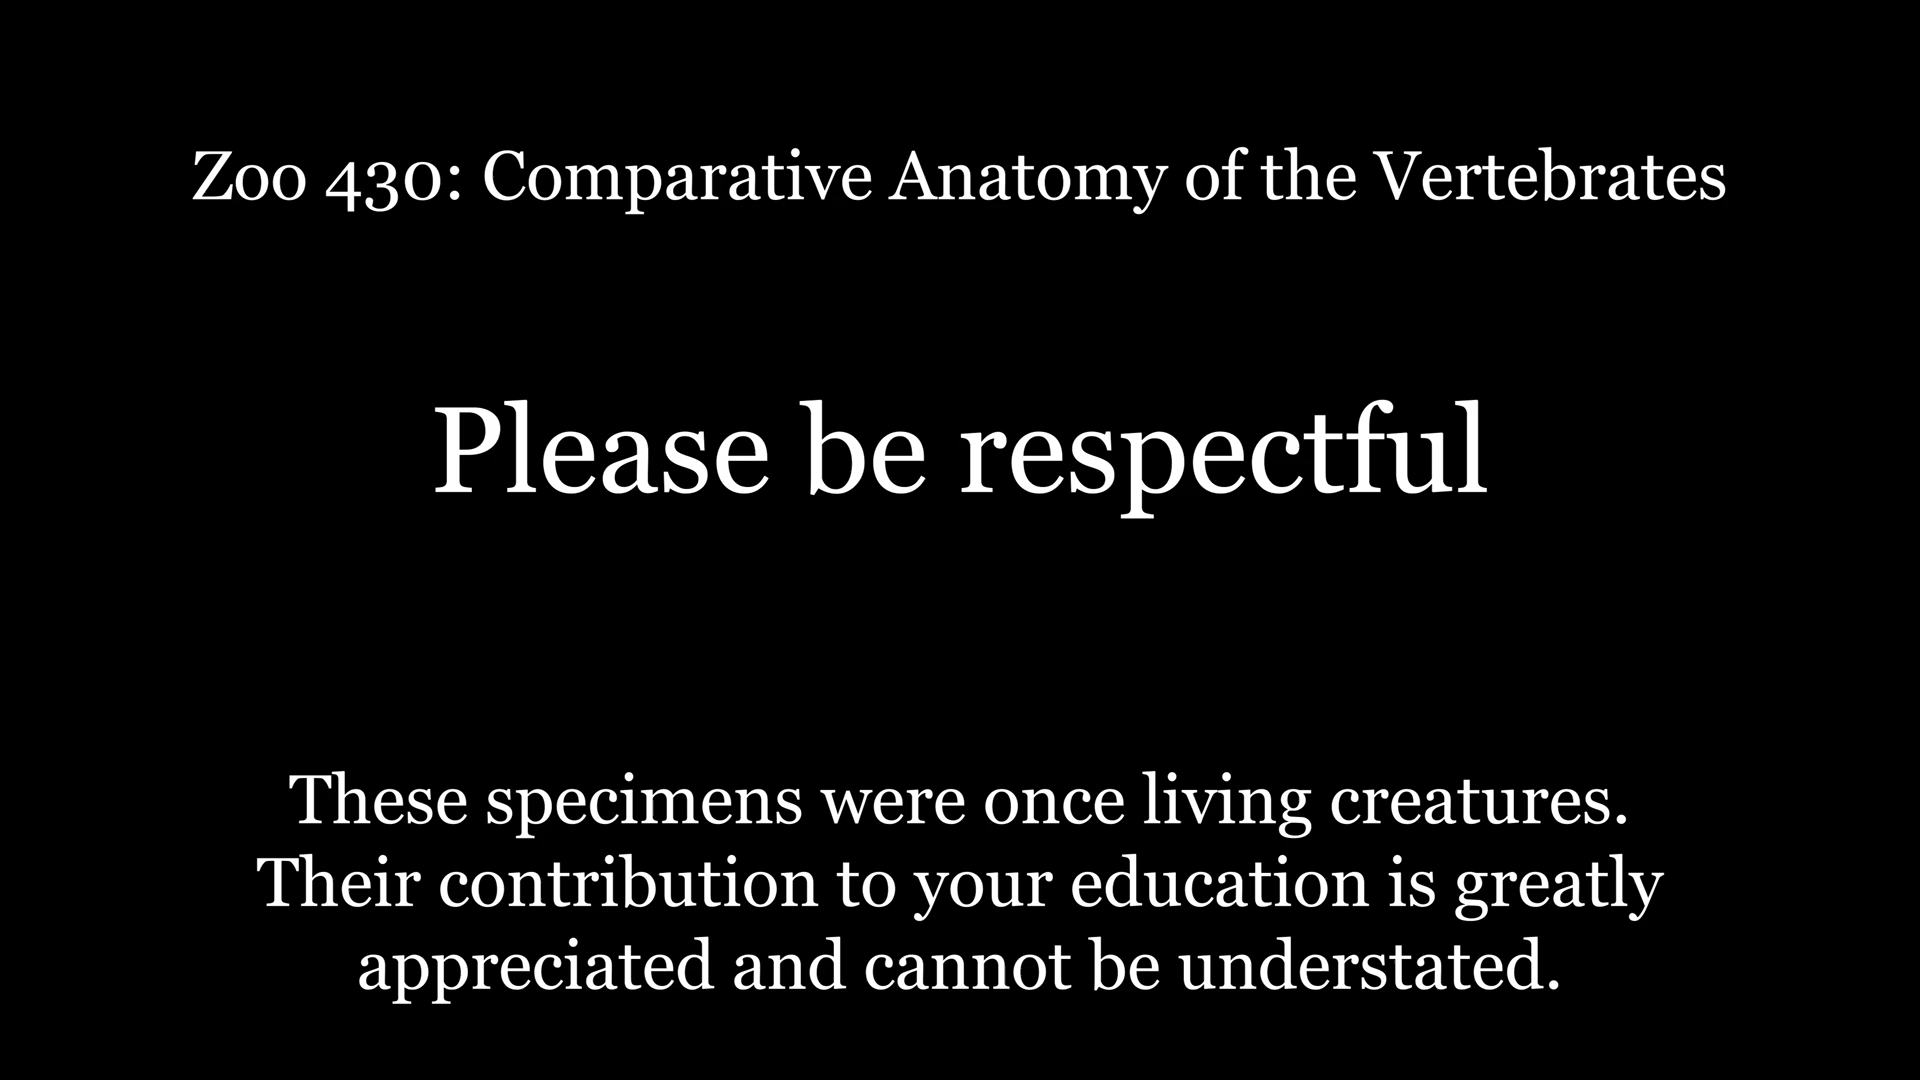 Zoo 430: Comparative Anatomy of the Vertebrates
Please be respectful
These specimens were once living creatures.
Their contribution to your education is greatly
appreciated and cannot be understated.